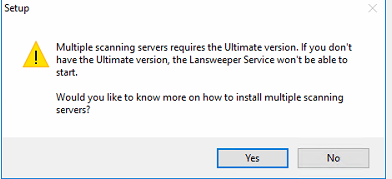 Setup
Multiple scanning servers requires the Ultimate version. If you don't
have the Ultimate version, the Lansweeper Service won't be able to
start.
Would you like to know more on how to install multiple scanning
servers?
Yes
No